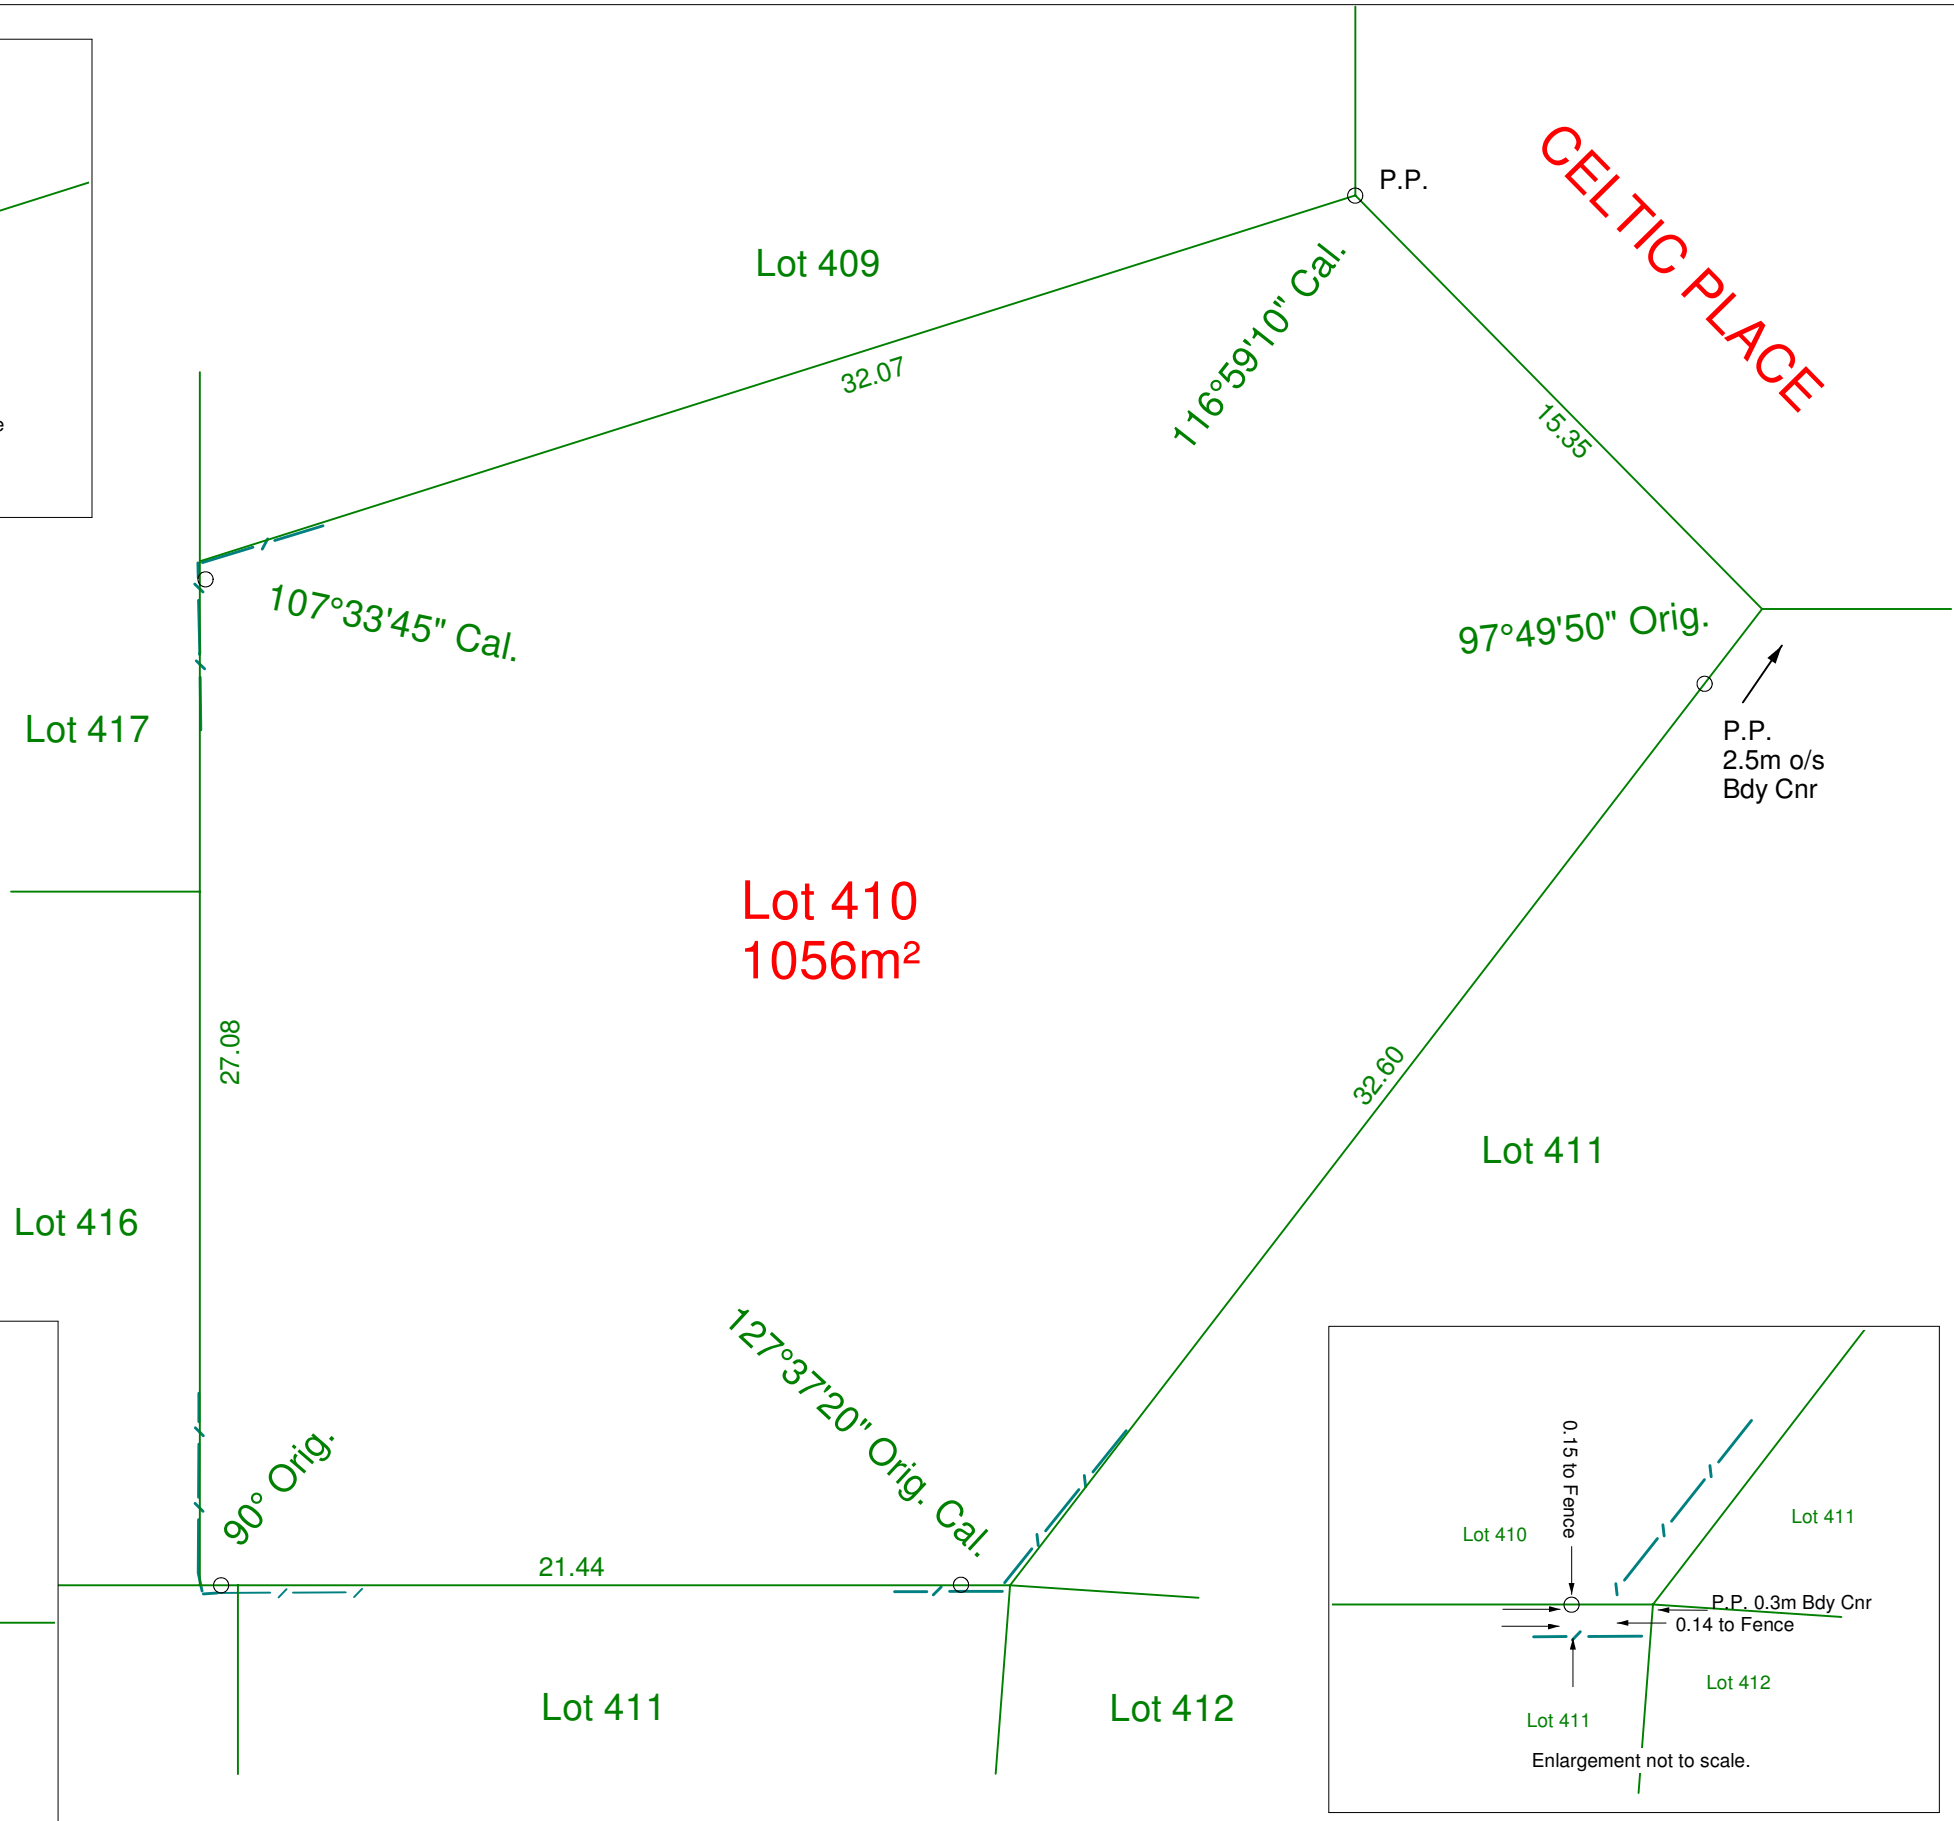 P.P.
CELTIC PLACE
Lot 409
116°59'10" Cal.
32.07
15.35
e
107°33'45" Cal.
97°49'50" Orig.
Lot 417
P.P.
2.5m o/s
Bdy Cnr
Lot 410
1056m²
27.08
32.60
Lot 411
Lot 416
127°37'20" Orig. Cal.
90° Orig.
21.44
Lot 411
Lot 412
0.15 to Fence
Lot 411
Lot 410
P.P. 0.3m Bdy Cnr
0.14 to Fence
Lot 412
Lot 411
Enlargement not to scale.